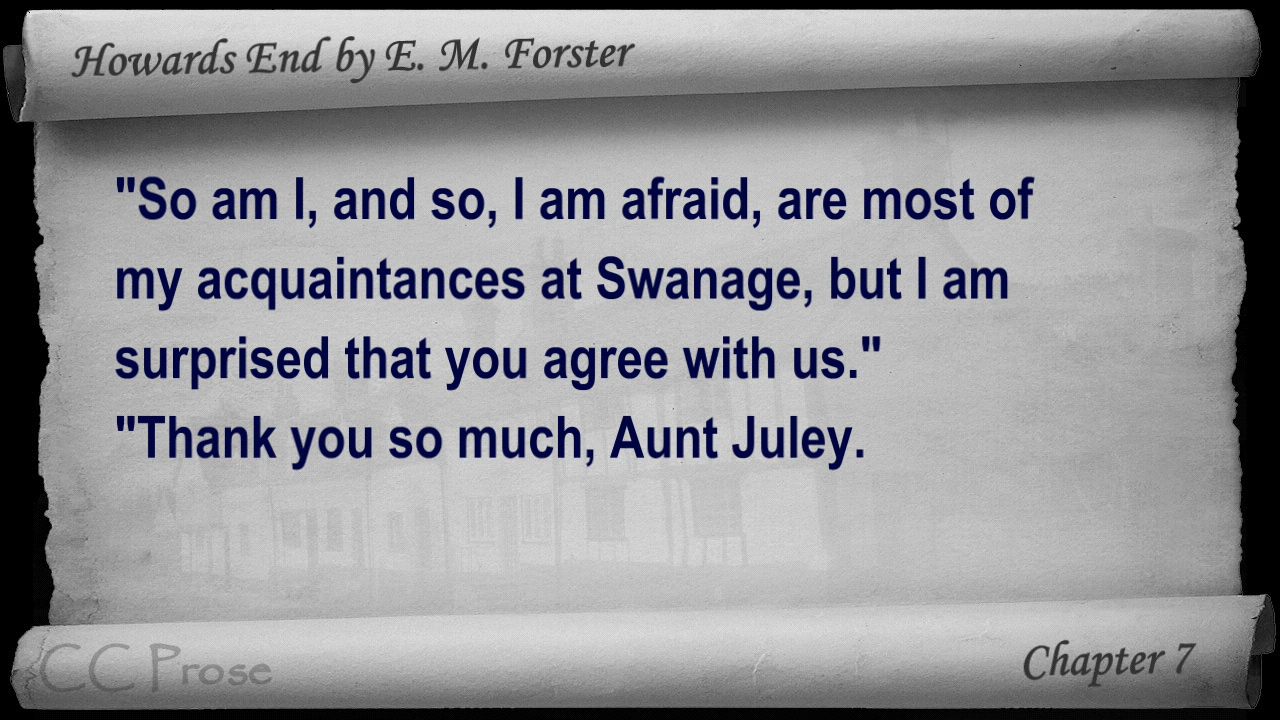 Howards End by E. M. Forster
"So am I, and so, I am afraid, are most of
my acquaintances at Swanage, but I am
surprised that you agree with us."
"Thank you so much, Aunt Juley.
CC Prose
Chapter 7